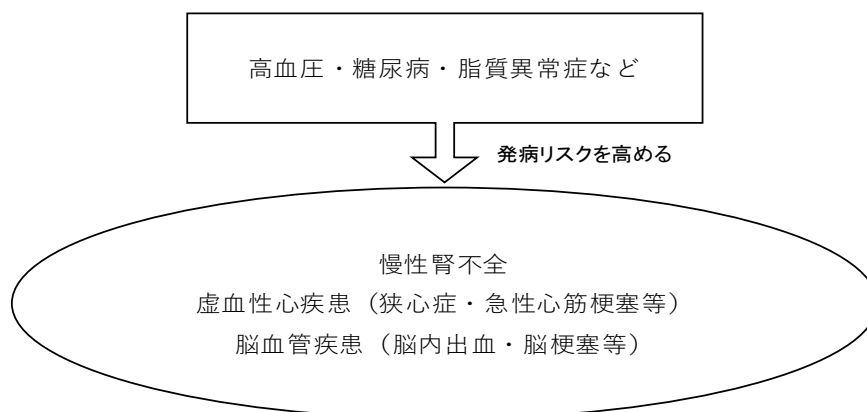 高血圧・糖尿病・脂質異常症など
発病リスクを高める
慢性腎不全
虚血性心疾患（狭心症・急性心筋梗塞等）
脳血管疾患（脳内出血・脳梗塞等）